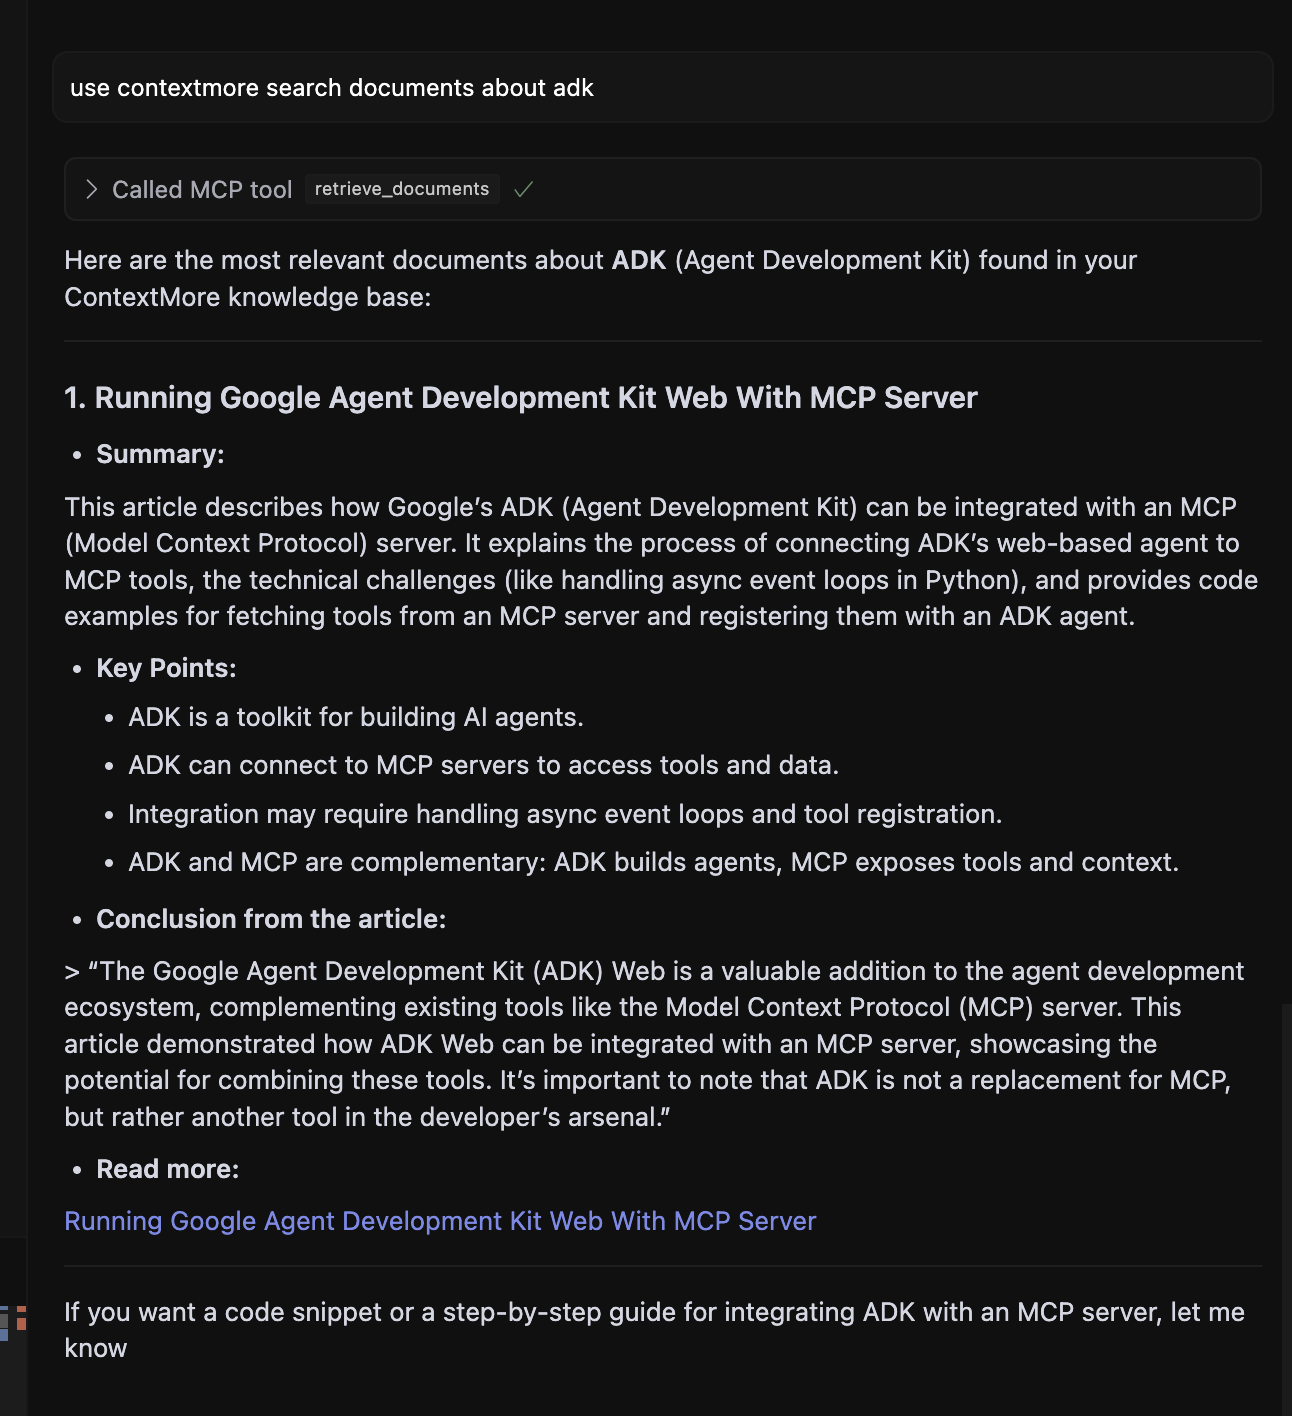 use contextmore search documents about adk
Called MCP tool retrieve_documents
Here are the most relevant documents about ADK (Agent Development Kit) found in your
ContextMore knowledge base:
1. Running Google Agent Development Kit Web With MCP Server
• Summary:
This article describes how Google’s ADK (Agent Development Kit) can be integrated with an MCP
(Model Context Protocol) server. It explains the process of connecting ADK’s web-based agent to
MCP tools, the technical challenges (like handling async event loops in Python), and provides code
examples for fetching tools from an MCP server and registering them with an ADK agent.
• Key Points:
• ADK is a toolkit for building AI agents.
• ADK can connect to MCP servers to access tools and data.
• Integration may require handling async event loops and tool registration.
• ADK and MCP are complementary: ADK builds agents, MCP exposes tools and context.
• Conclusion from the article:
> “The Google Agent Development Kit (ADK) Web is a valuable addition to the agent development
ecosystem, complementing existing tools like the Model Context Protocol (MCP) server. This
article demonstrated how ADK Web can be integrated with an MCP server, showcasing the
potential for combining these tools. It’s important to note that ADK is not a replacement for MCP,
but rather another tool in the developer’s arsenal.”
• Read more:
Running Google Agent Development Kit Web With MCP Server
If you want a code snippet or a step-by-step guide for integrating ADK with an MCP server, let me
know